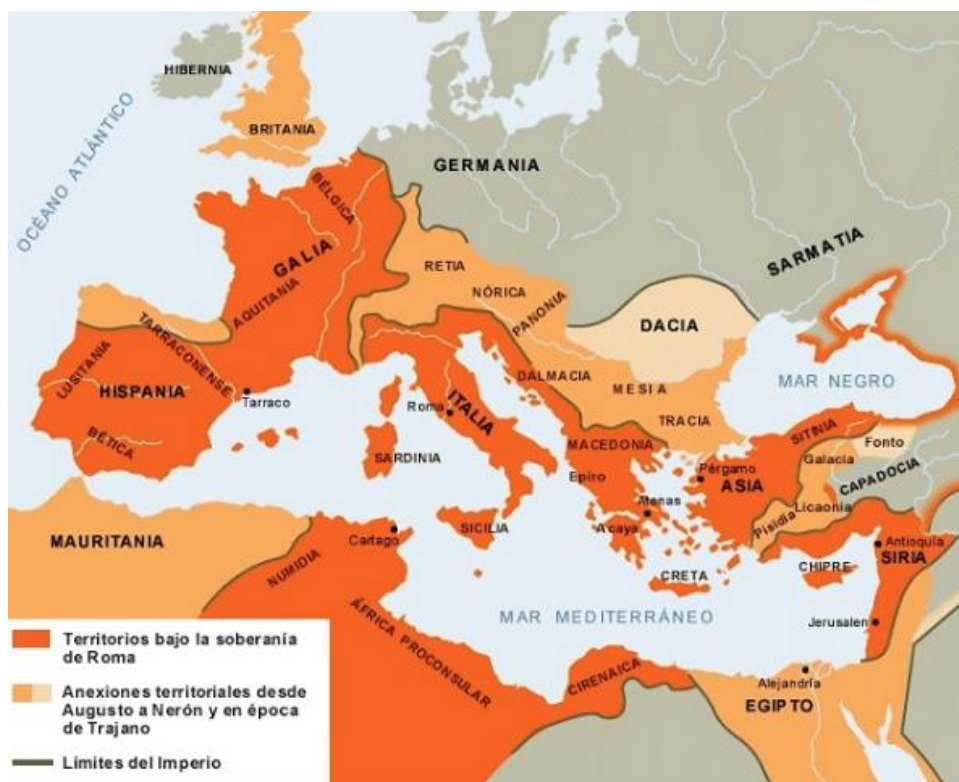 HIBERNIA
BRITANIA
OCÉANO ATLÁNTICO
GERMANIA
BÉLGICA
GALIA
AQUITANIA
SARMATIA
RETIA
NÓRICA
PANONIA
DACIA
TARRACONENSE
LUSITANIA
HISPANIA
BÉTICA
Tarraco
DALMACIA
MESIA
TRACIA
MAR NEGRO
ITALIA
Roma
SARDINIA
MACEDONIA
Epiro
SITINIA
Fonto
Galacia
CAPADOCIA
Pérgamo
ASIA
Atenas
Licaonia
Pisidia
Acaya
SICILIA
Cartago
MAURITANIA
NUMIDIA
Antioquía
SIRIA
CHIPRE
CRETA
MAR MEDITERRÁNEO
Jerusalen
ÁFRICA PROCONSULAR
CIRENAICA
Alejandría
EGIPTO
Territorios bajo la soberanía
de Roma
Anexiones territoriales desde
Augusto a Nerón y en época
de Trajano
Límites del Imperio